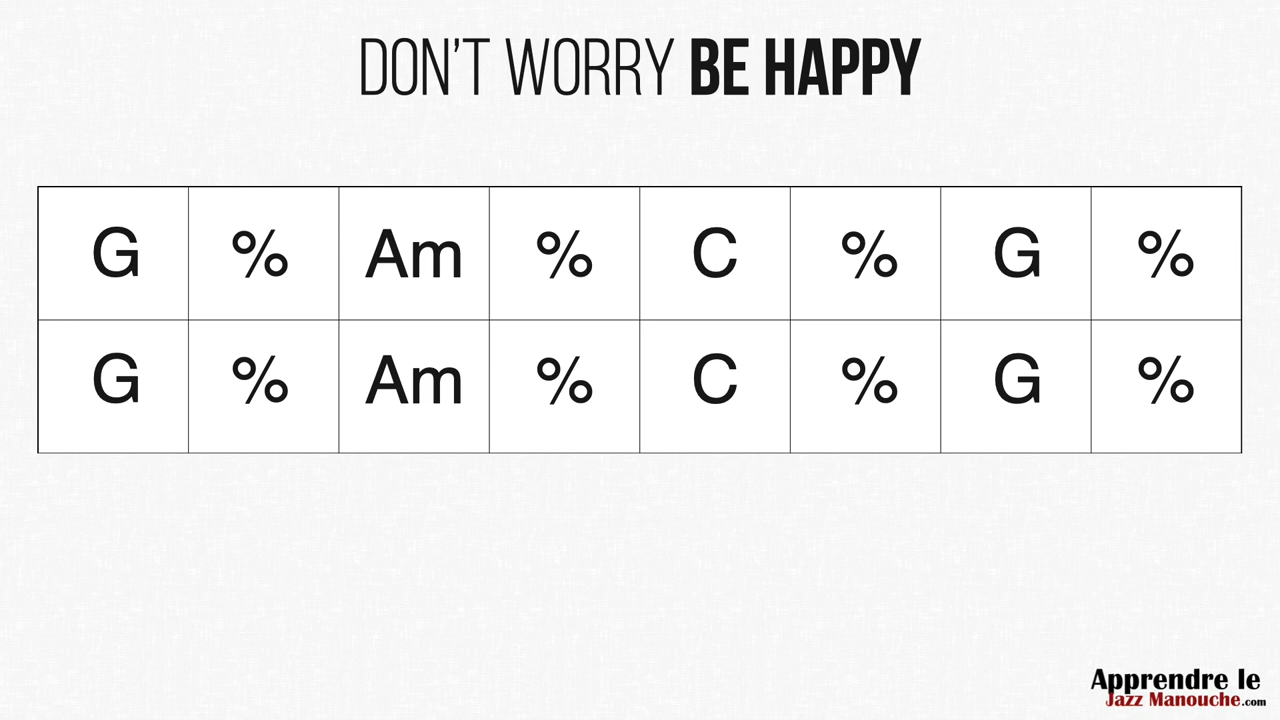 DON'T WORRY BE HAPPY
G % Am % C % G %
G % Am % C % G %
Apprendre le
Jazz Manouche.com